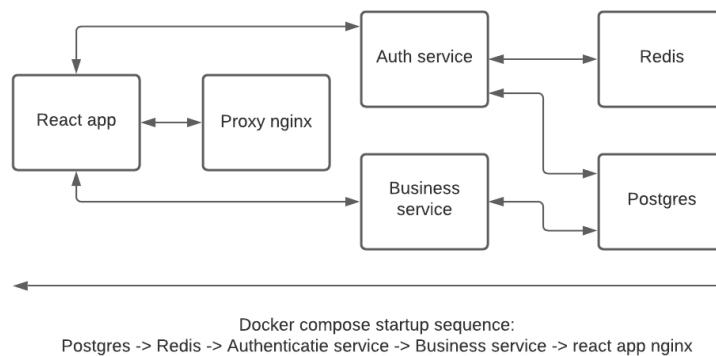 Auth service
Redis
React app
Proxy nginx
Business
service
Postgres
Docker compose startup sequence:
Postgres -> Redis -> Authenticatie service -> Business service -> react app nginx